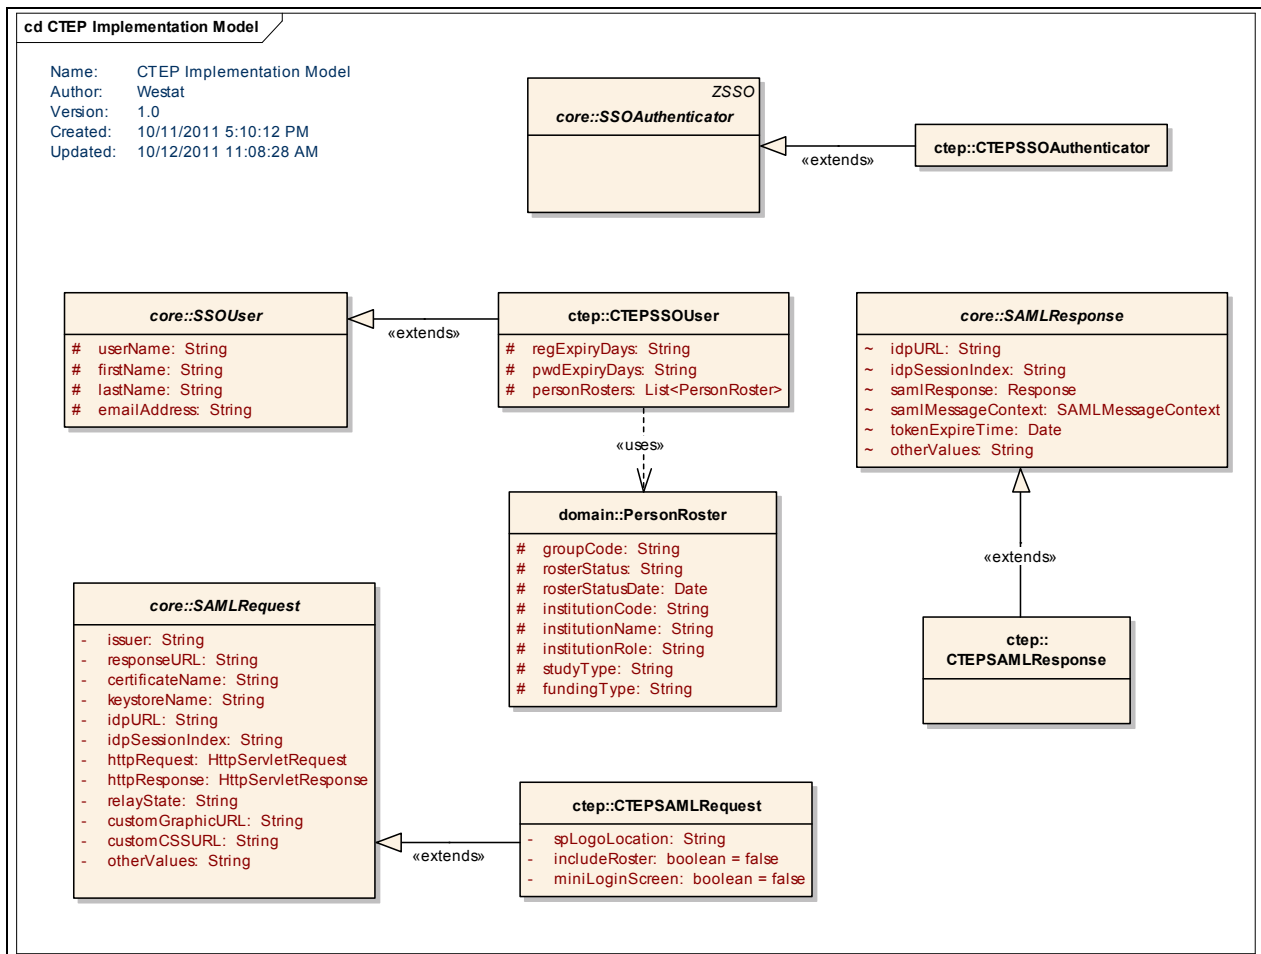 cd CTEP Implementation Model
Name: CTEP Implementation Model
Author: Westat
Version: 1.0
Created: 10/11/2011 5:10:12 PM
Updated: 10/12/2011 11:08:28 AM
ZSSO
core::SSOAuthenticator
«extends»
ctep::CTEPSSOAuthenticator
core::SSOUser
# userName: String
# firstName: String
# lastName: String
# emailAddress: String
«extends»
ctep::CTEPSSOUser
# regExpiryDays: String
# pwdExpiryDays: String
# personRosters: List<PersonRoster>
«uses»
domain::PersonRoster
# groupCode: String
# rosterStatus: String
# rosterStatusDate: Date
# institutionCode: String
# institutionName: String
# institutionRole: String
# studyType: String
# fundingType: String
core::SAMLResponse
~ idpURL: String
~ idpSessionIndex: String
~ samlResponse: Response
~ samlMessageContext: SAMLMessageContext
~ tokenExpireTime: Date
~ otherValues: String
«extends»
ctep::
CTEPSAMLResponse
core::SAMLRequest
- issuer: String
- responseURL: String
- certificateName: String
- keystoreName: String
- idpURL: String
- idpSessionIndex: String
- httpRequest: HttpServletRequest
- httpResponse: HttpServletResponse
- relayState: String
- customGraphicURL: String
- customCSSURL: String
- otherValues: String
«extends»
ctep::CTEPSAMLRequest
- spLogoLocation: String
- includeRoster: boolean = false
- miniLoginScreen: boolean = false